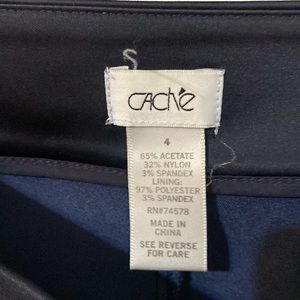 CACHÉ
4
65% ACETATE
32% NYLON
3% SPANDEX
LINING:
97% POLYESTER
3% SPANDEX
RN#74578
MADE IN
CHINA
SEE REVERSE
FOR CARE